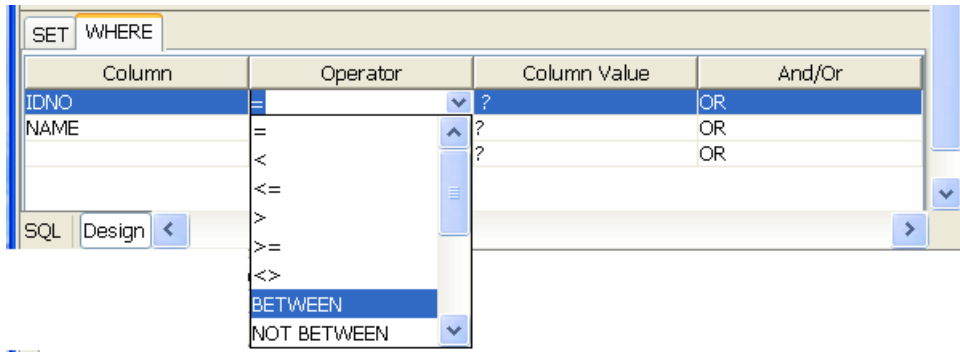 SET WHERE
Column Operator Column Value And/Or
IDNO = ? OR
NAME = ? OR
< ? OR
<=
>
SQL Design >=
<>
BETWEEN
NOT BETWEEN